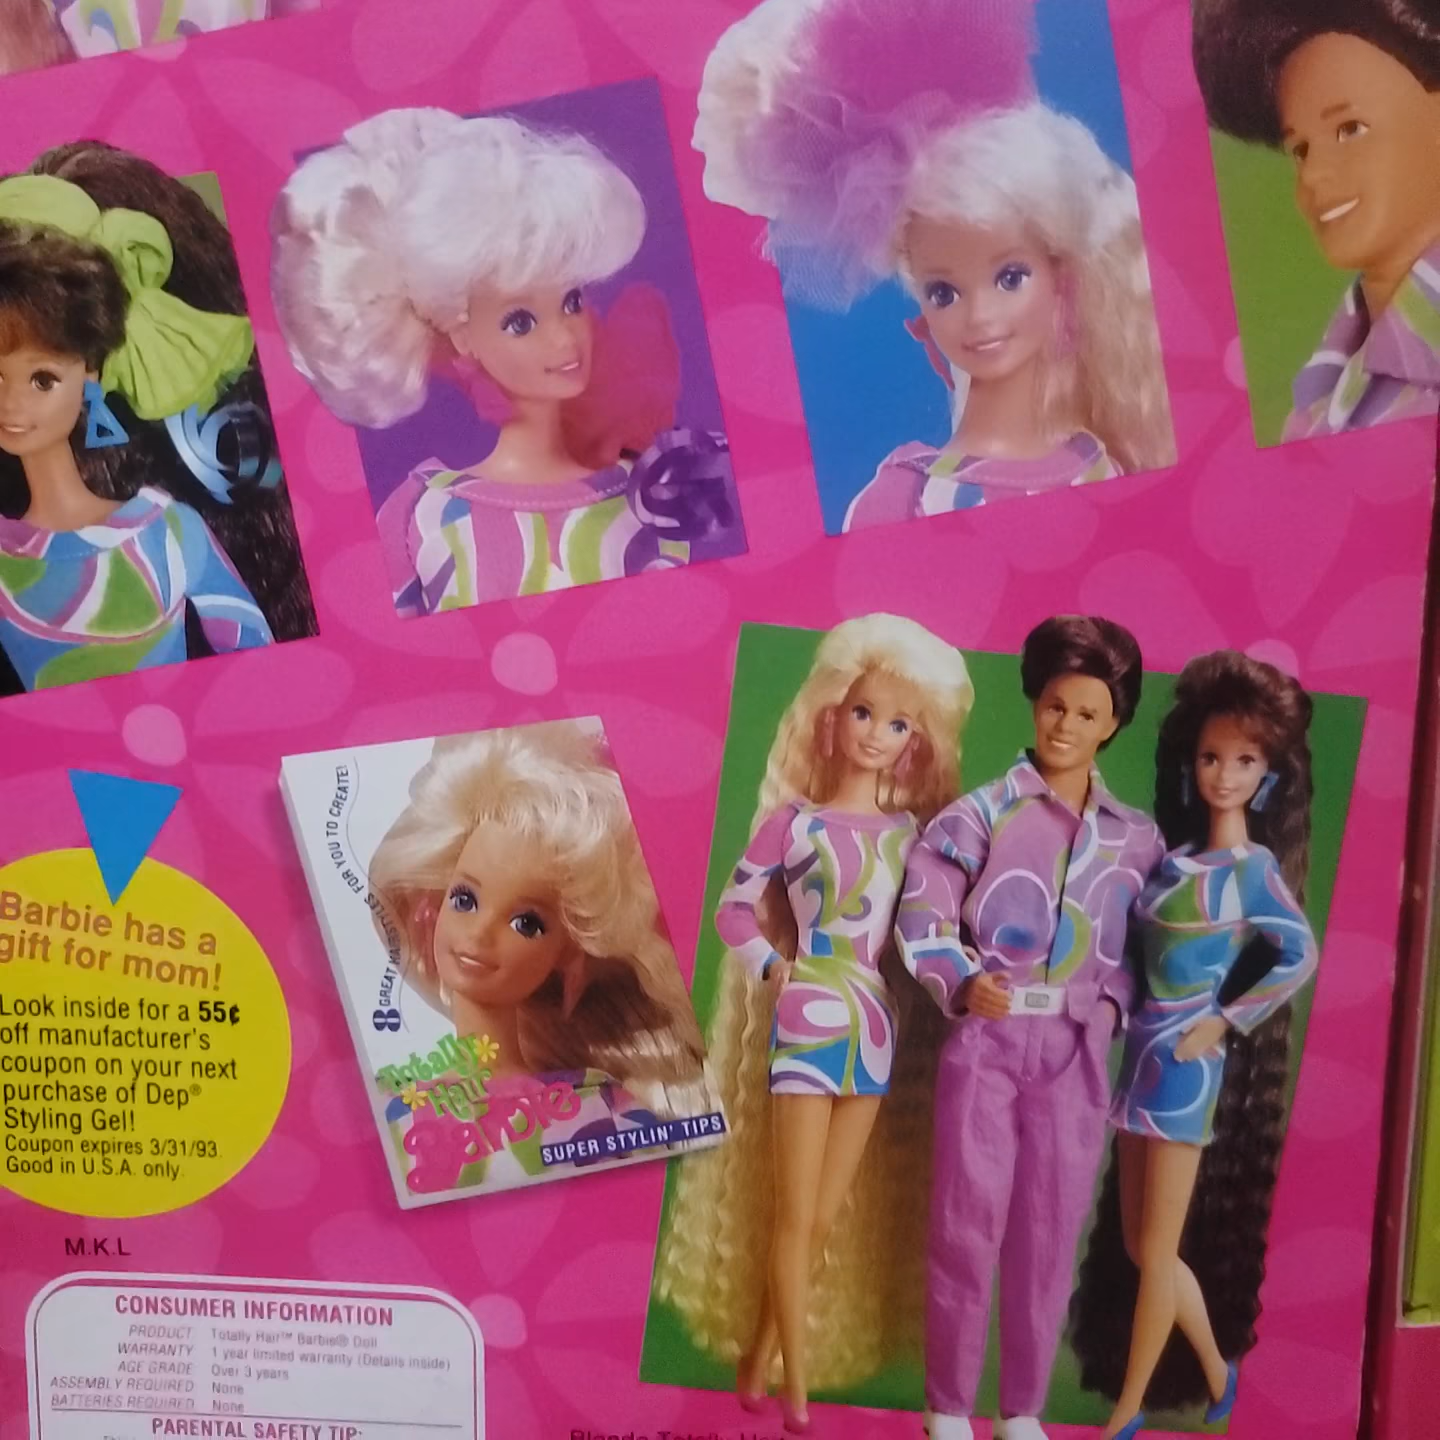 8 GREAT HAIRSTYLES FOR YOU TO CREATE!
Totally
Hair
Barbie
SUPER STYLIN' TIPS
Barbie has a
gift for mom!
Look inside for a 55¢
off manufacturer's
coupon on your next
purchase of Dep®
Styling Gel!
Coupon expires 3/31/93.
Good in U.S.A. only.
M.K.L
CONSUMER INFORMATION
PRODUCT Totally Hair™ Barbie® Doll
WARRANTY 1 year limited warranty (Details inside)
AGE GRADE Over 3 years
ASSEMBLY REQUIRED None
BATTERIES REQUIRED None
PARENTAL SAFETY TIP: